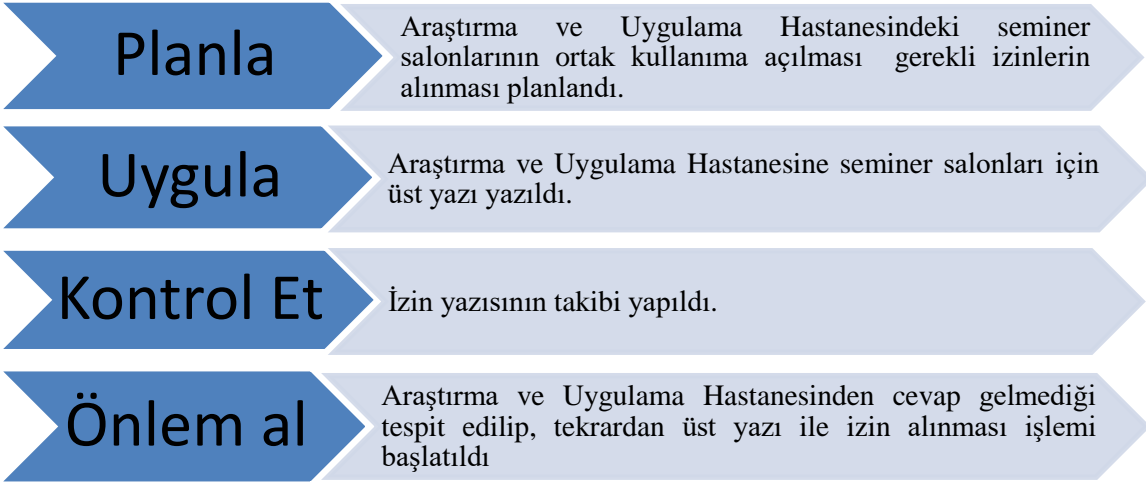 Planla
Araştırma ve Uygulama Hastanesindeki seminer
salonlarının ortak kullanıma açılması gerekli izinlerin
alınması planlandı.
Uygula
Araştırma ve Uygulama Hastanesine seminer salonları için
üst yazı yazıldı.
Kontrol Et
İzin yazısının takibi yapıldı.
Önlem al
Araştırma ve Uygulama Hastanesinden cevap gelmediği
tespit edilip, tekrardan üst yazı ile izin alınması işlemi
başlatıldı